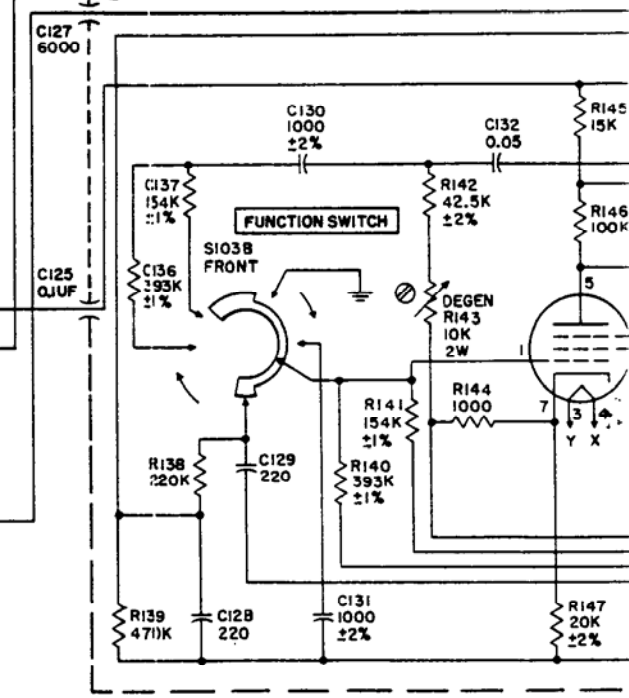 C127
6000
R145
15K
C130
1000
±2%
C132
0.05
C137
154K
±1%
R142
42.5K
±2%
FUNCTION SWITCH
R146
100K
S103B
FRONT
C125
0.1UF
C136
393K
±1%
5
DEGEN
R143
10K
2W
1
R144
1000
7
3
4
Y X
R141
154K
±1%
R138
220K
C129
220
R140
393K
±1%
R139
470K
C128
220
C131
1000
±2%
R147
20K
±2%